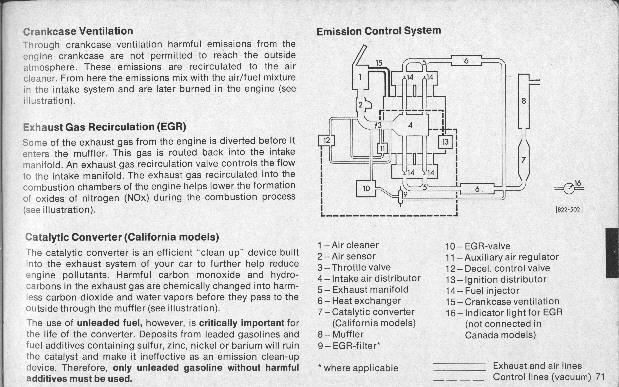 Crankcase Ventilation
Through crankcase ventilation harmful emissions from the
engine crankcase are not permitted to reach the outside
atmosphere. These emissions are recirculated to the air
cleaner. From here the emissions mix with the air/fuel mixture
in the intake system and are later burned in the engine (see
illustration).
Exhaust Gas Recirculation (EGR)
Some of the exhaust gas from the engine is diverted before it
enters the muffler. This gas is routed back into the intake
manifold. An exhaust gas recirculation valve controls the flow
to the intake manifold. The exhaust gas recirculated into the
combustion chambers of the engine helps lower the formation
of oxides of nitrogen (NOx) during the combustion process
(see illustration).
Catalytic Converter (California models)
The catalytic converter is an efficient "clean up" device built
into the exhaust system of your car to further help reduce
engine pollutants. Harmful carbon monoxide and hydro-
carbons in the exhaust gas are chemically changed into harm-
less carbon dioxide and water vapors before they pass to the
outside through the muffler (see illustration).
The use of unleaded fuel, however, is critically important for
the life of the converter. Deposits from leaded gasolines and
fuel additives containing sulfur, zinc, nickel or barium will ruin
the catalyst and make it ineffective as an emission clean-up
device. Therefore, only unleaded gasoline without harmful
additives must be used.
Emission Control System
15
5
6
1
14
14
8
2
3
4
12
11
13
7
14
14
10
5
6
9
16
B22-502
1 – Air cleaner
2 – Air sensor
3 – Throttle valve
4 – Intake air distributor
5 – Exhaust manifold
6 – Heat exchanger
7 – Catalytic converter
(California models)
8 – Muffler
9 – EGR-filter*
* where applicable
10 – EGR-valve
11 – Auxiliary air regulator
12 – Decel. control valve
13 – Ignition distributor
14 – Fuel injector
15 – Crankcase ventilation
16 – Indicator light for EGR
(not connected in
Canada models)
Exhaust and air lines
Control lines (vacuum) 71